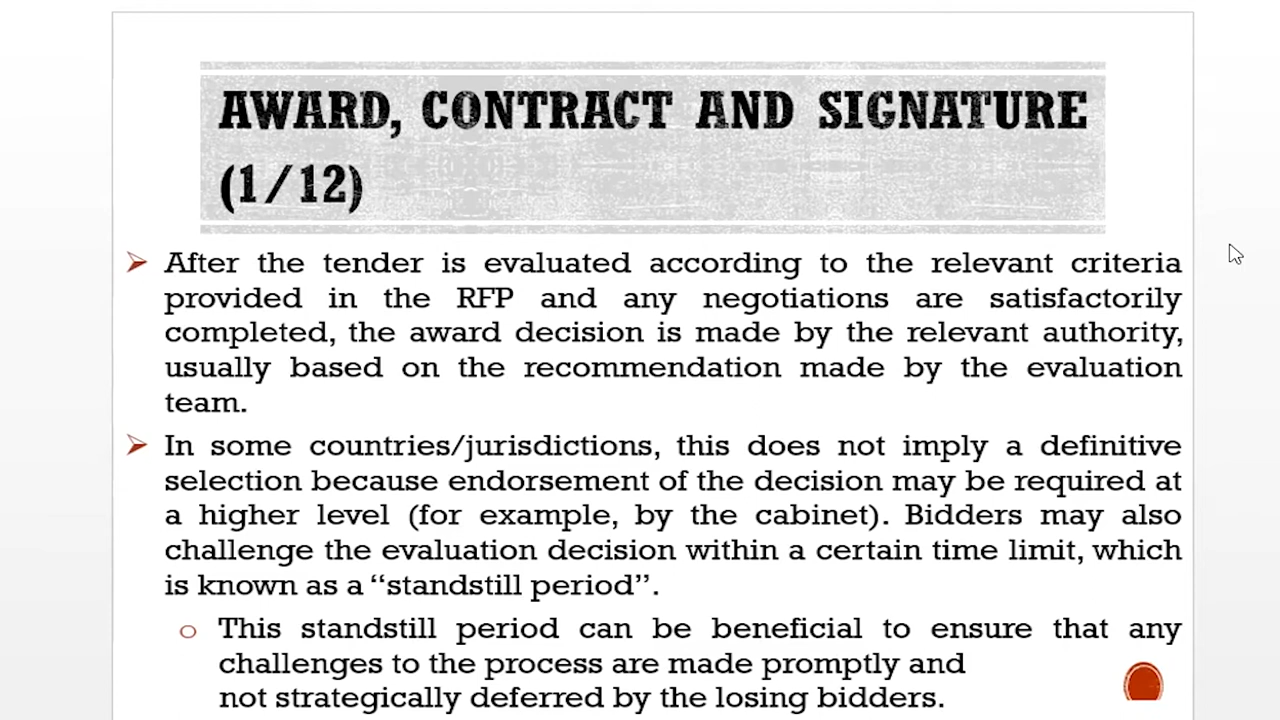 AWARD, CONTRACT AND SIGNATURE
(1/12)
After the tender is evaluated according to the relevant criteria
provided in the RFP and any negotiations are satisfactorily
completed, the award decision is made by the relevant authority,
usually based on the recommendation made by the evaluation
team.
In some countries/jurisdictions, this does not imply a definitive
selection because endorsement of the decision may be required at
a higher level (for example, by the cabinet). Bidders may also
challenge the evaluation decision within a certain time limit, which
is known as a “standstill period”.
This standstill period can be beneficial to ensure that any
challenges to the process are made promptly and
not strategically deferred by the losing bidders.